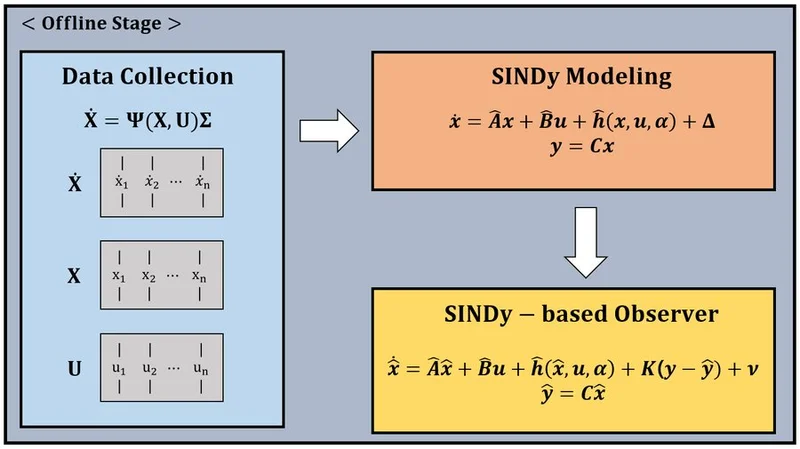 < Offline Stage >
Data Collection
Ẋ = Ψ(X, U)Σ
Ẋ
| | |
ẋ₁ ẋ₂ ⋯ ẋₙ
| | |
X
| | |
x₁ x₂ ⋯ xₙ
| | |
U
| | |
u₁ u₂ ⋯ uₙ
| | |
SINDy Modeling
ẋ = Âx + B̂u + ĥ(x, u, α) + Δ
y = Cx
SINDy − based Observer
x̂̇ = Âx̂ + B̂u + ĥ(x̂, u, α) + K(y − ŷ) + ν
ŷ = Cx̂